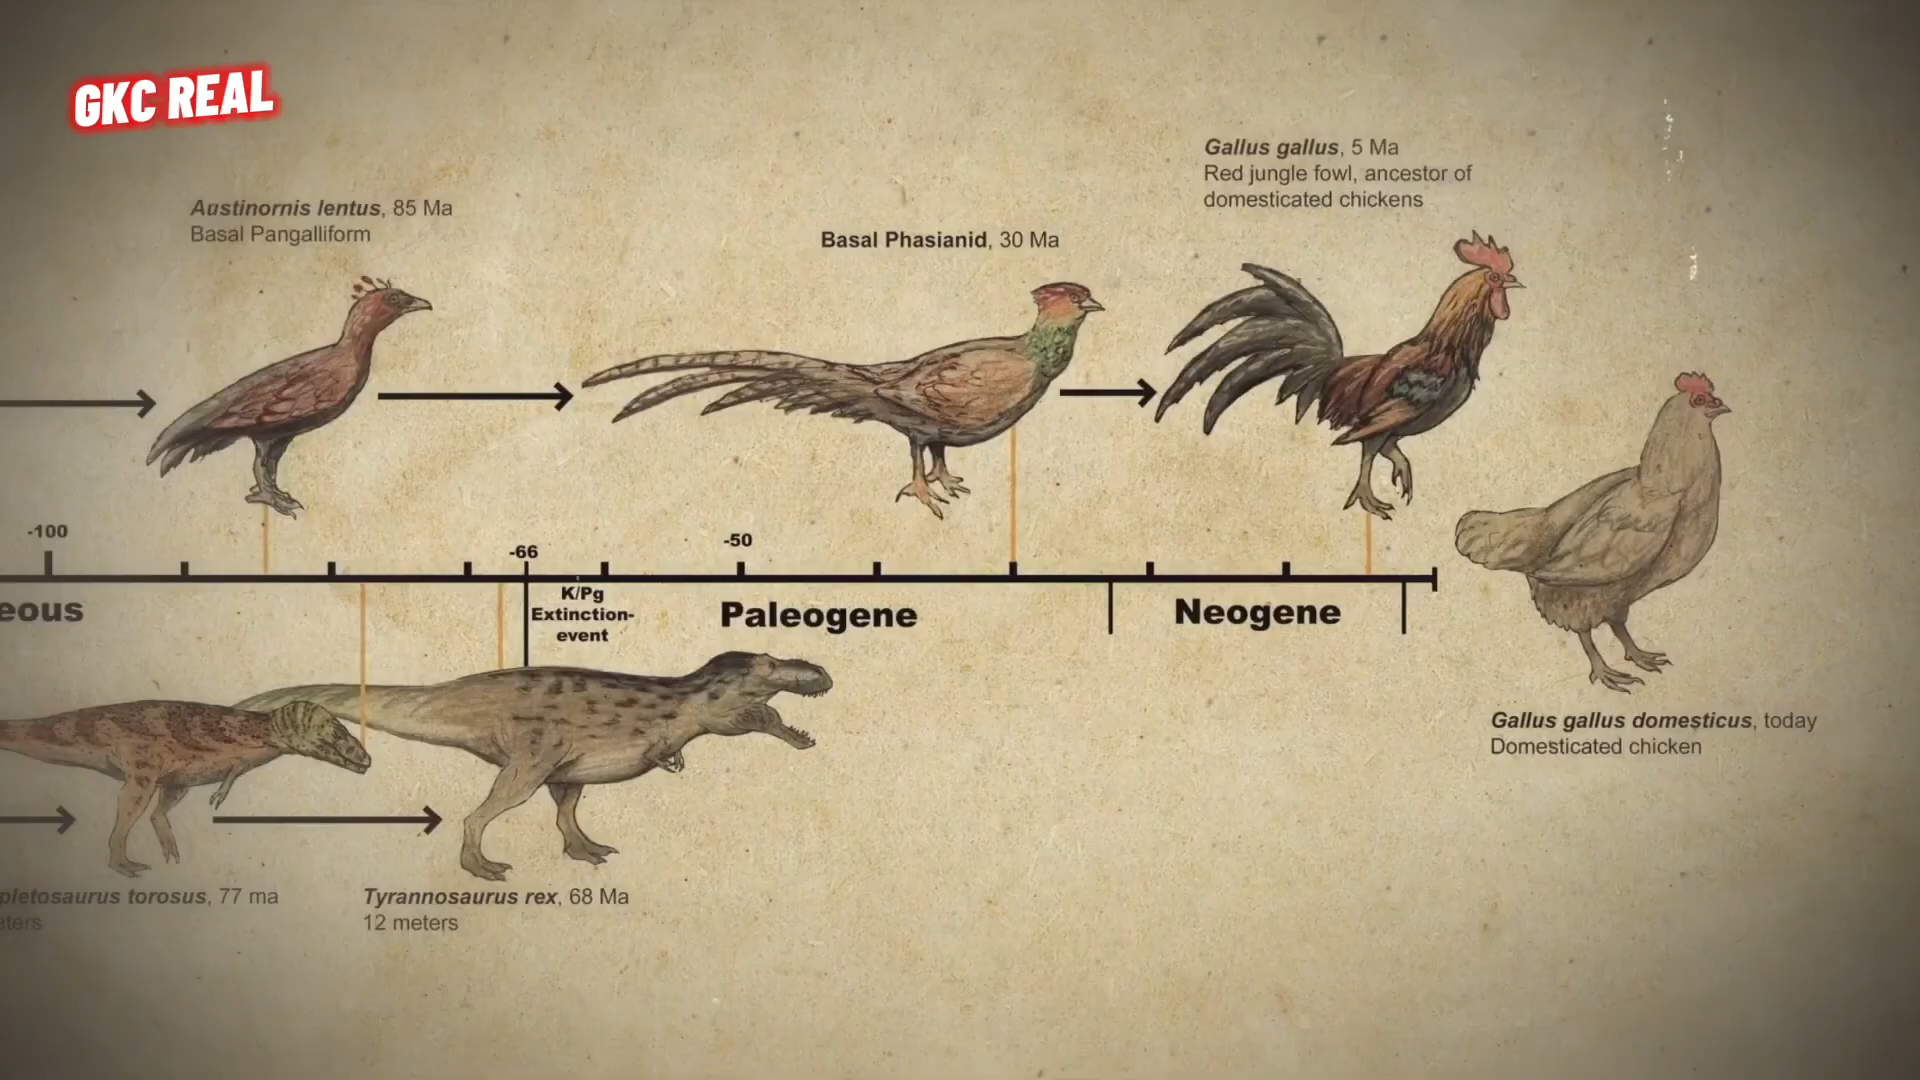 GKC REAL
Gallus gallus, 5 Ma
Red jungle fowl, ancestor of
domesticated chickens
Austinornis lentus, 85 Ma
Basal Pangalliform
Basal Phasianid, 30 Ma
-100
-66
-50
K/Pg
Extinction-
event
eous
Paleogene
Neogene
Gallus gallus domesticus, today
Domesticated chicken
pletosaurus torosus, 77 ma
eters
Tyrannosaurus rex, 68 Ma
12 meters